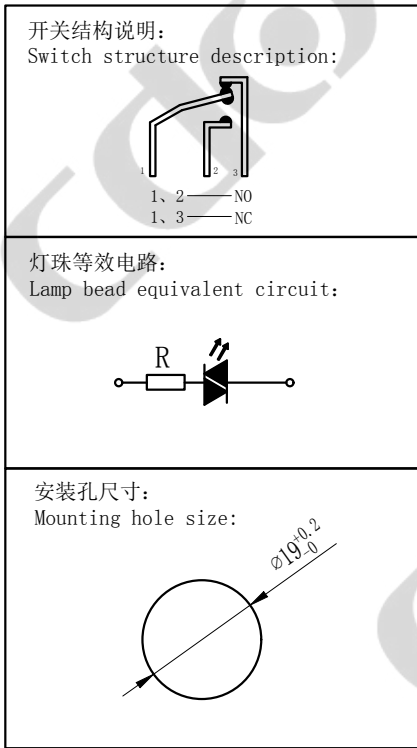 开关结构说明：
Switch structure description:
1 2 3
1、2——NO
1、3——NC
灯珠等效电路：
Lamp bead equivalent circuit：
R
安装孔尺寸：
Mounting hole size:
⌀19 +0.2 -0